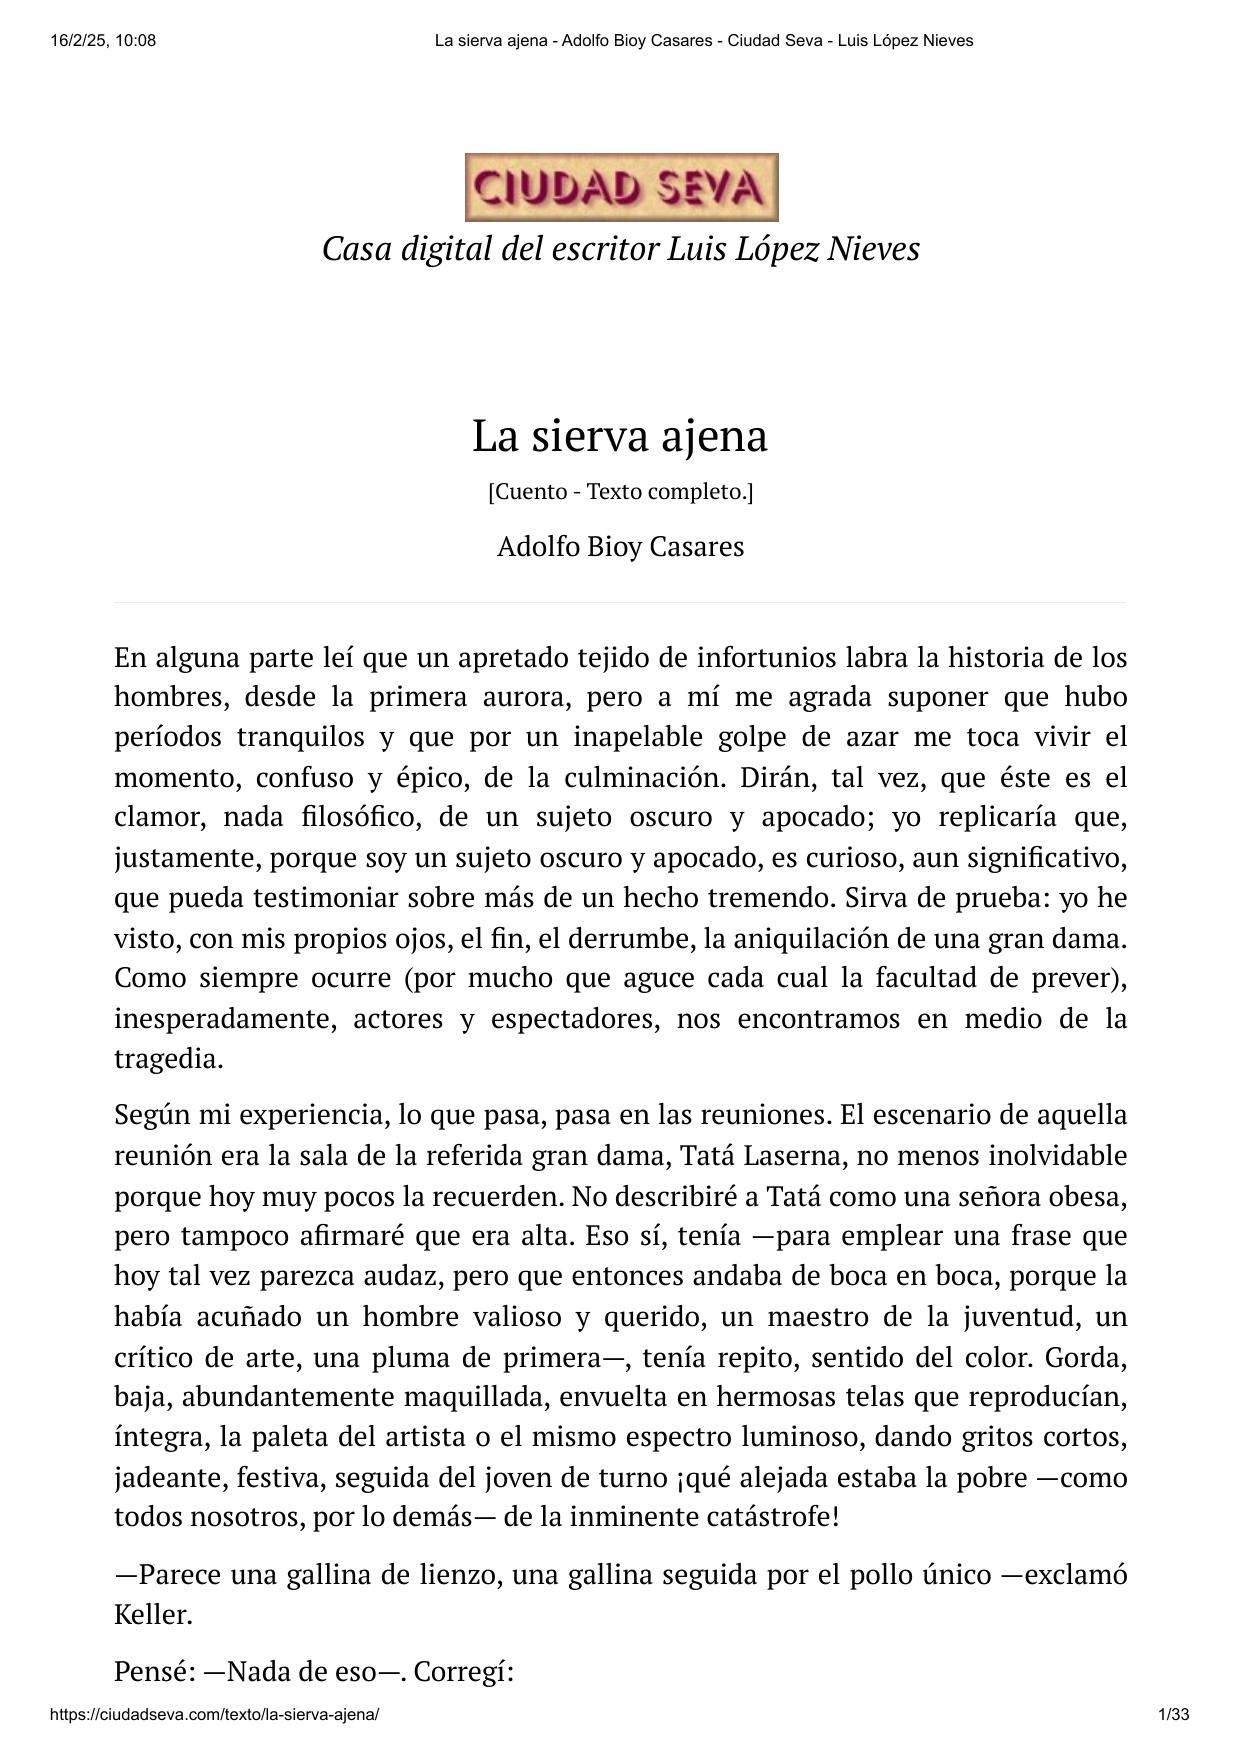 16/2/25, 10:08
La sierva ajena - Adolfo Bioy Casares - Ciudad Seva - Luis López Nieves
CIUDAD SEVA
Casa digital del escritor Luis López Nieves
La sierva ajena
[Cuento - Texto completo.]
Adolfo Bioy Casares
En alguna parte leí que un apretado tejido de infortunios labra la historia de los
hombres, desde la primera aurora, pero a mí me agrada suponer que hubo
períodos tranquilos y que por un inapelable golpe de azar me toca vivir el
momento, confuso y épico, de la culminación. Dirán, tal vez, que éste es el
clamor, nada filosófico, de un sujeto oscuro y apocado; yo replicaría que,
justamente, porque soy un sujeto oscuro y apocado, es curioso, aun significativo,
que pueda testimoniar sobre más de un hecho tremendo. Sirva de prueba: yo he
visto, con mis propios ojos, el fin, el derrumbe, la aniquilación de una gran dama.
Como siempre ocurre (por mucho que aguce cada cual la facultad de prever),
inesperadamente, actores y espectadores, nos encontramos en medio de la
tragedia.
Según mi experiencia, lo que pasa, pasa en las reuniones. El escenario de aquella
reunión era la sala de la referida gran dama, Tatá Laserna, no menos inolvidable
porque hoy muy pocos la recuerden. No describiré a Tatá como una señora obesa,
pero tampoco afirmaré que era alta. Eso sí, tenía —para emplear una frase que
hoy tal vez parezca audaz, pero que entonces andaba de boca en boca, porque la
había acuñado un hombre valioso y querido, un maestro de la juventud, un
crítico de arte, una pluma de primera—, tenía repito, sentido del color. Gorda,
baja, abundantemente maquillada, envuelta en hermosas telas que reproducían,
íntegra, la paleta del artista o el mismo espectro luminoso, dando gritos cortos,
jadeante, festiva, seguida del joven de turno ¡qué alejada estaba la pobre —como
todos nosotros, por lo demás— de la inminente catástrofe!
—Parece una gallina de lienzo, una gallina seguida por el pollo único —exclamó
Keller.
Pensé: —Nada de eso—. Corregí:
https://ciudadseva.com/texto/la-sierva-ajena/
1/33